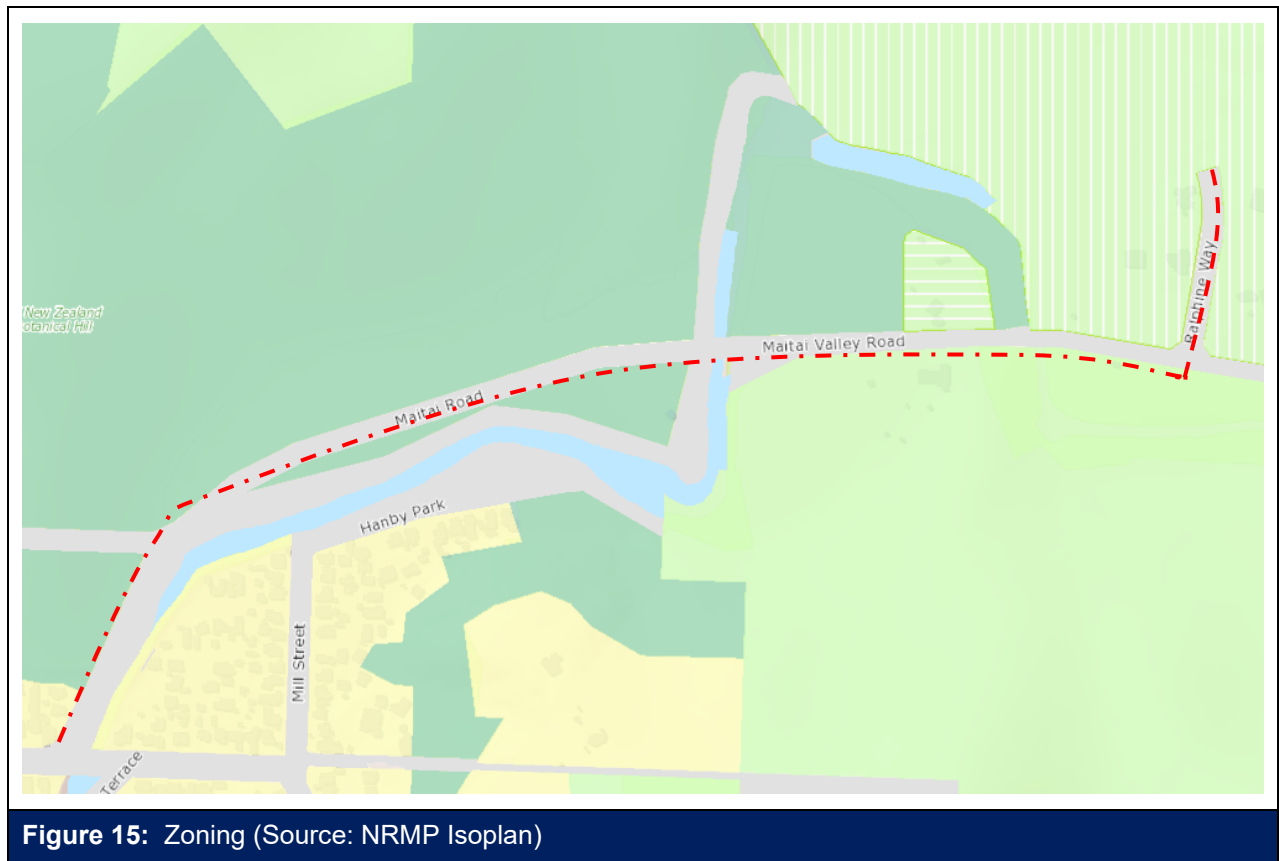 New Zealand
otanical Hill
Maitai Valley Road
Ralphine Way
Maitai Road
Hanby Park
Mill Street
Terrace
Figure 15: Zoning (Source: NRMP Isoplan)